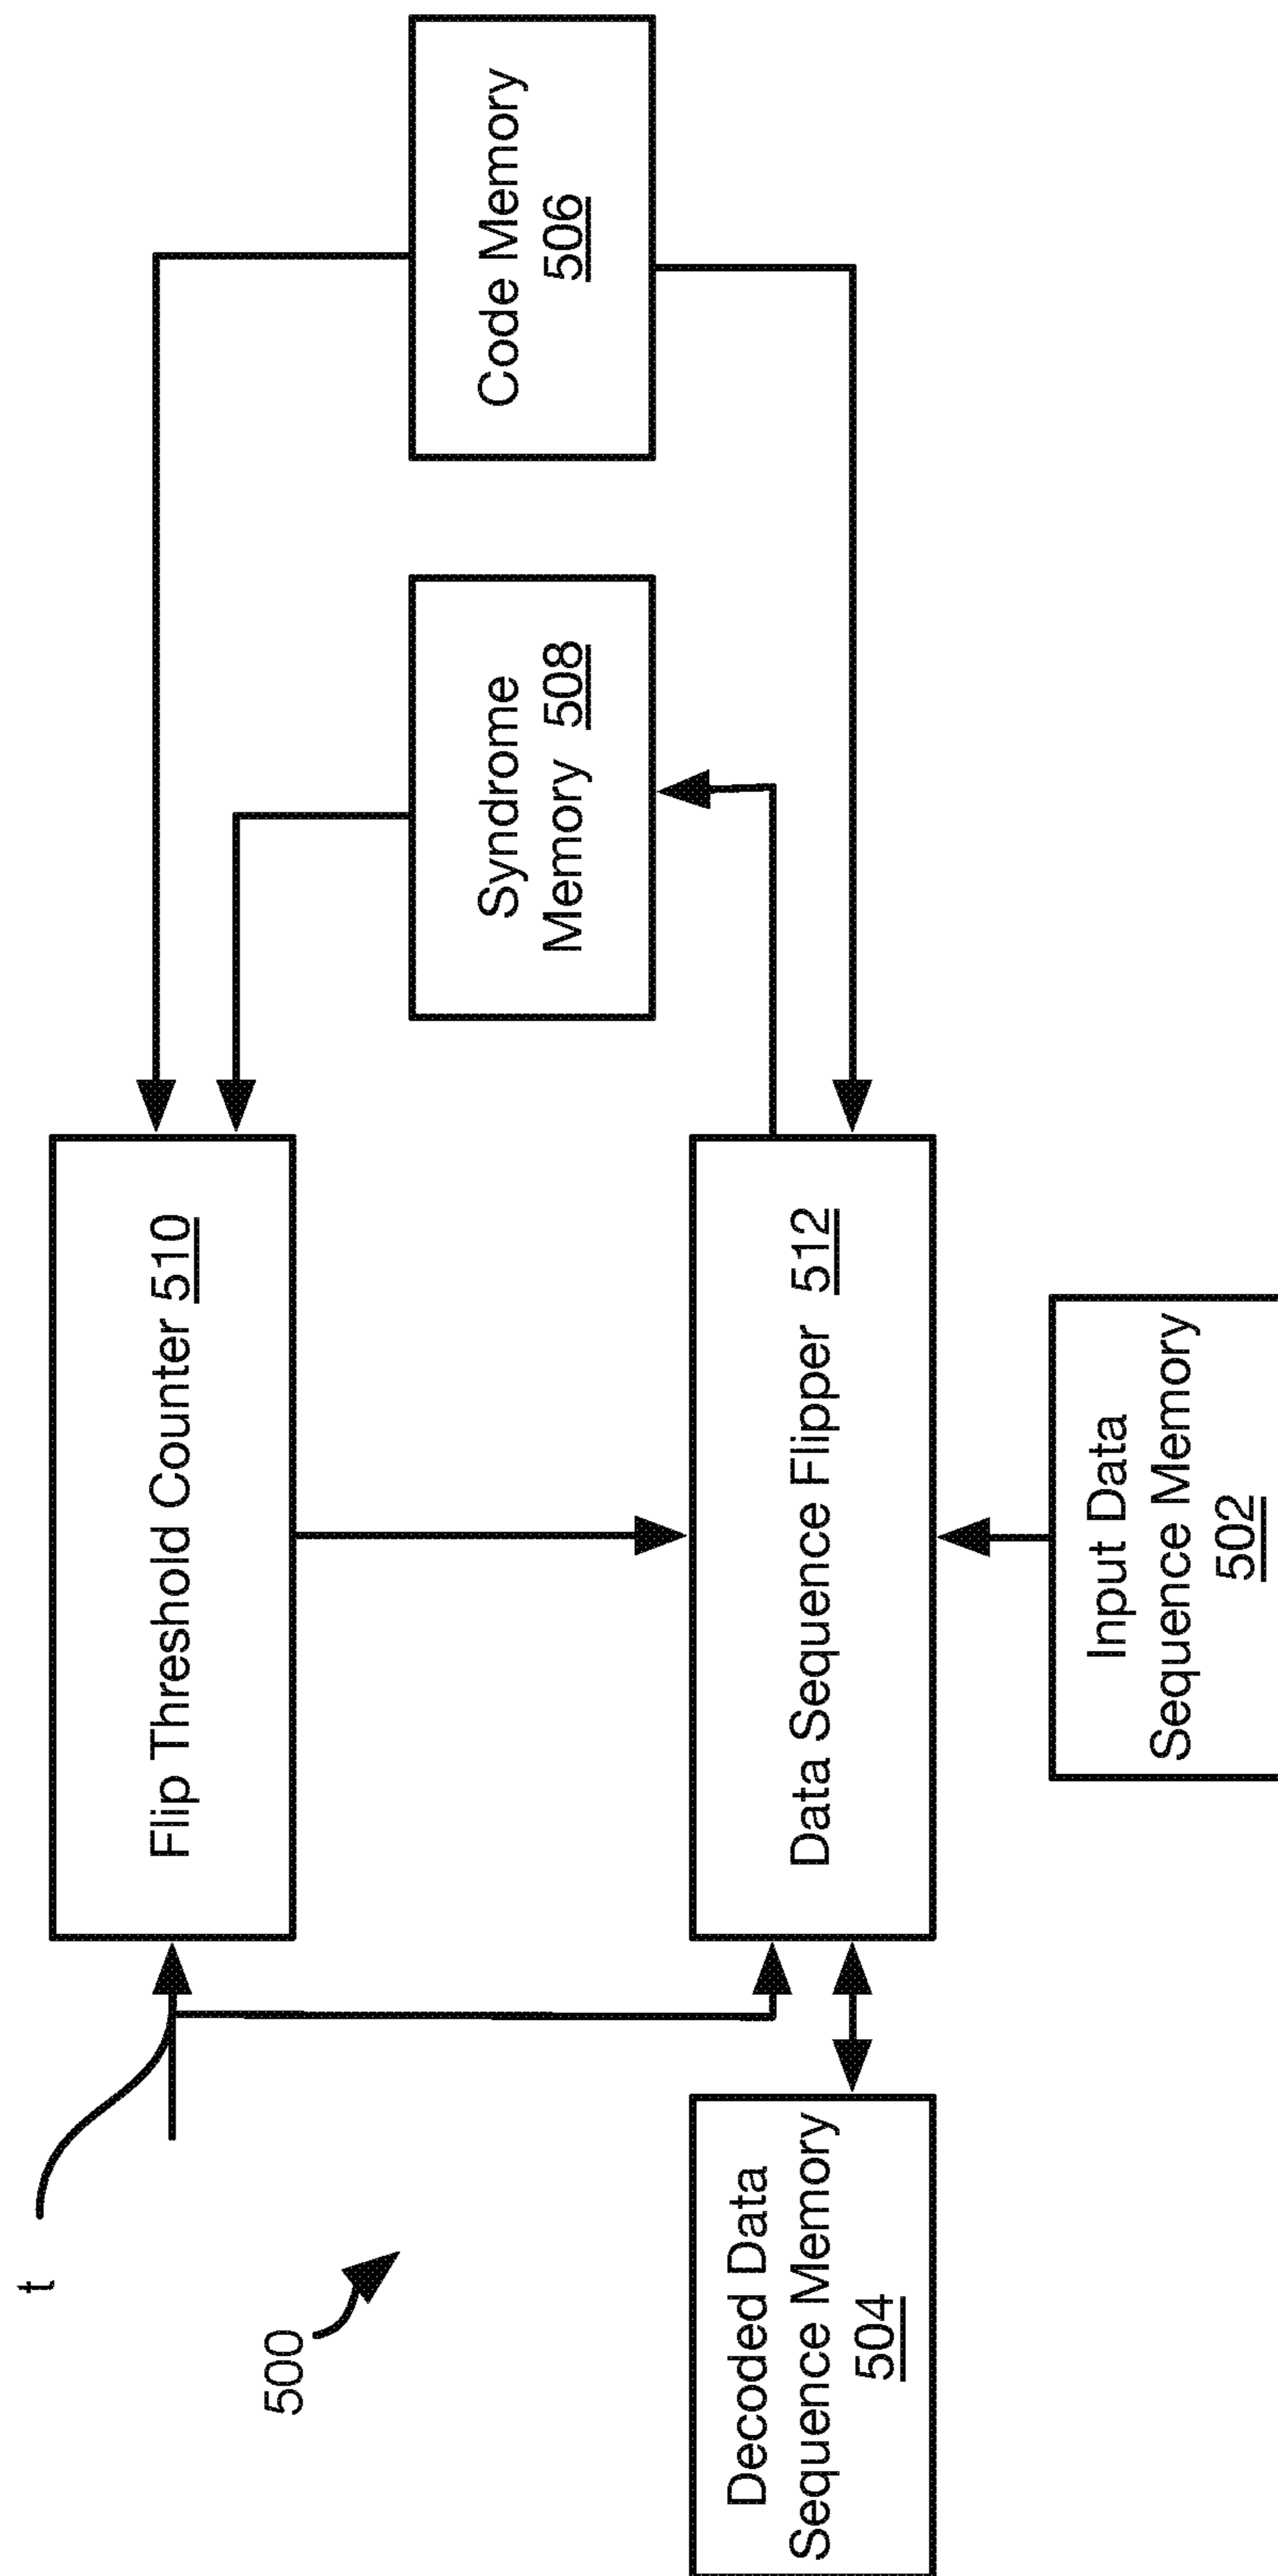 t
500
Flip Threshold Counter 510
Syndrome
Memory 508
Code Memory
506
Decoded Data
Sequence Memory
504
Data Sequence Flipper 512
Input Data
Sequence Memory
502